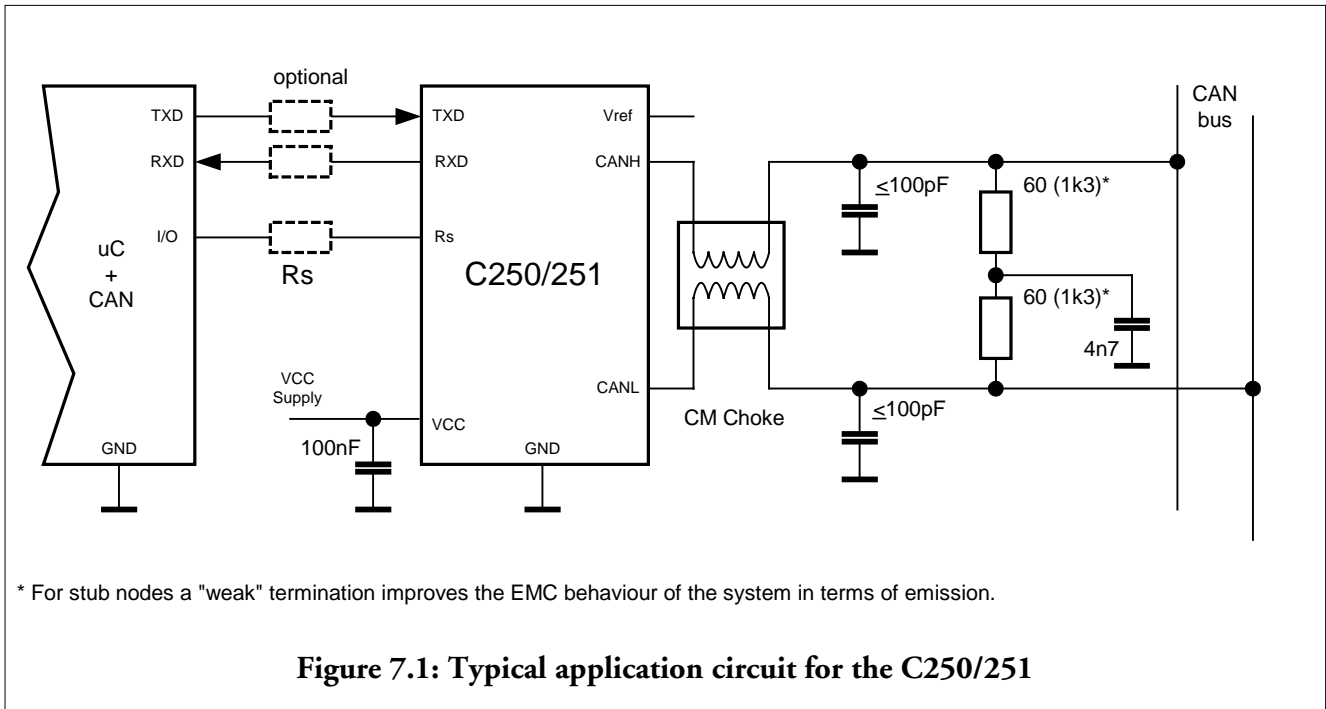 optional
CAN
bus
TXD
TXD
Vref
RXD
RXD
CANH
≤100pF
60 (1k3)*
I/O
Rs
Rs
uC
+
CAN
C250/251
60 (1k3)*
4n7
VCC
Supply
CANL
CM Choke
≤100pF
VCC
100nF
GND
GND
* For stub nodes a "weak" termination improves the EMC behaviour of the system in terms of emission.
Figure 7.1: Typical application circuit for the C250/251